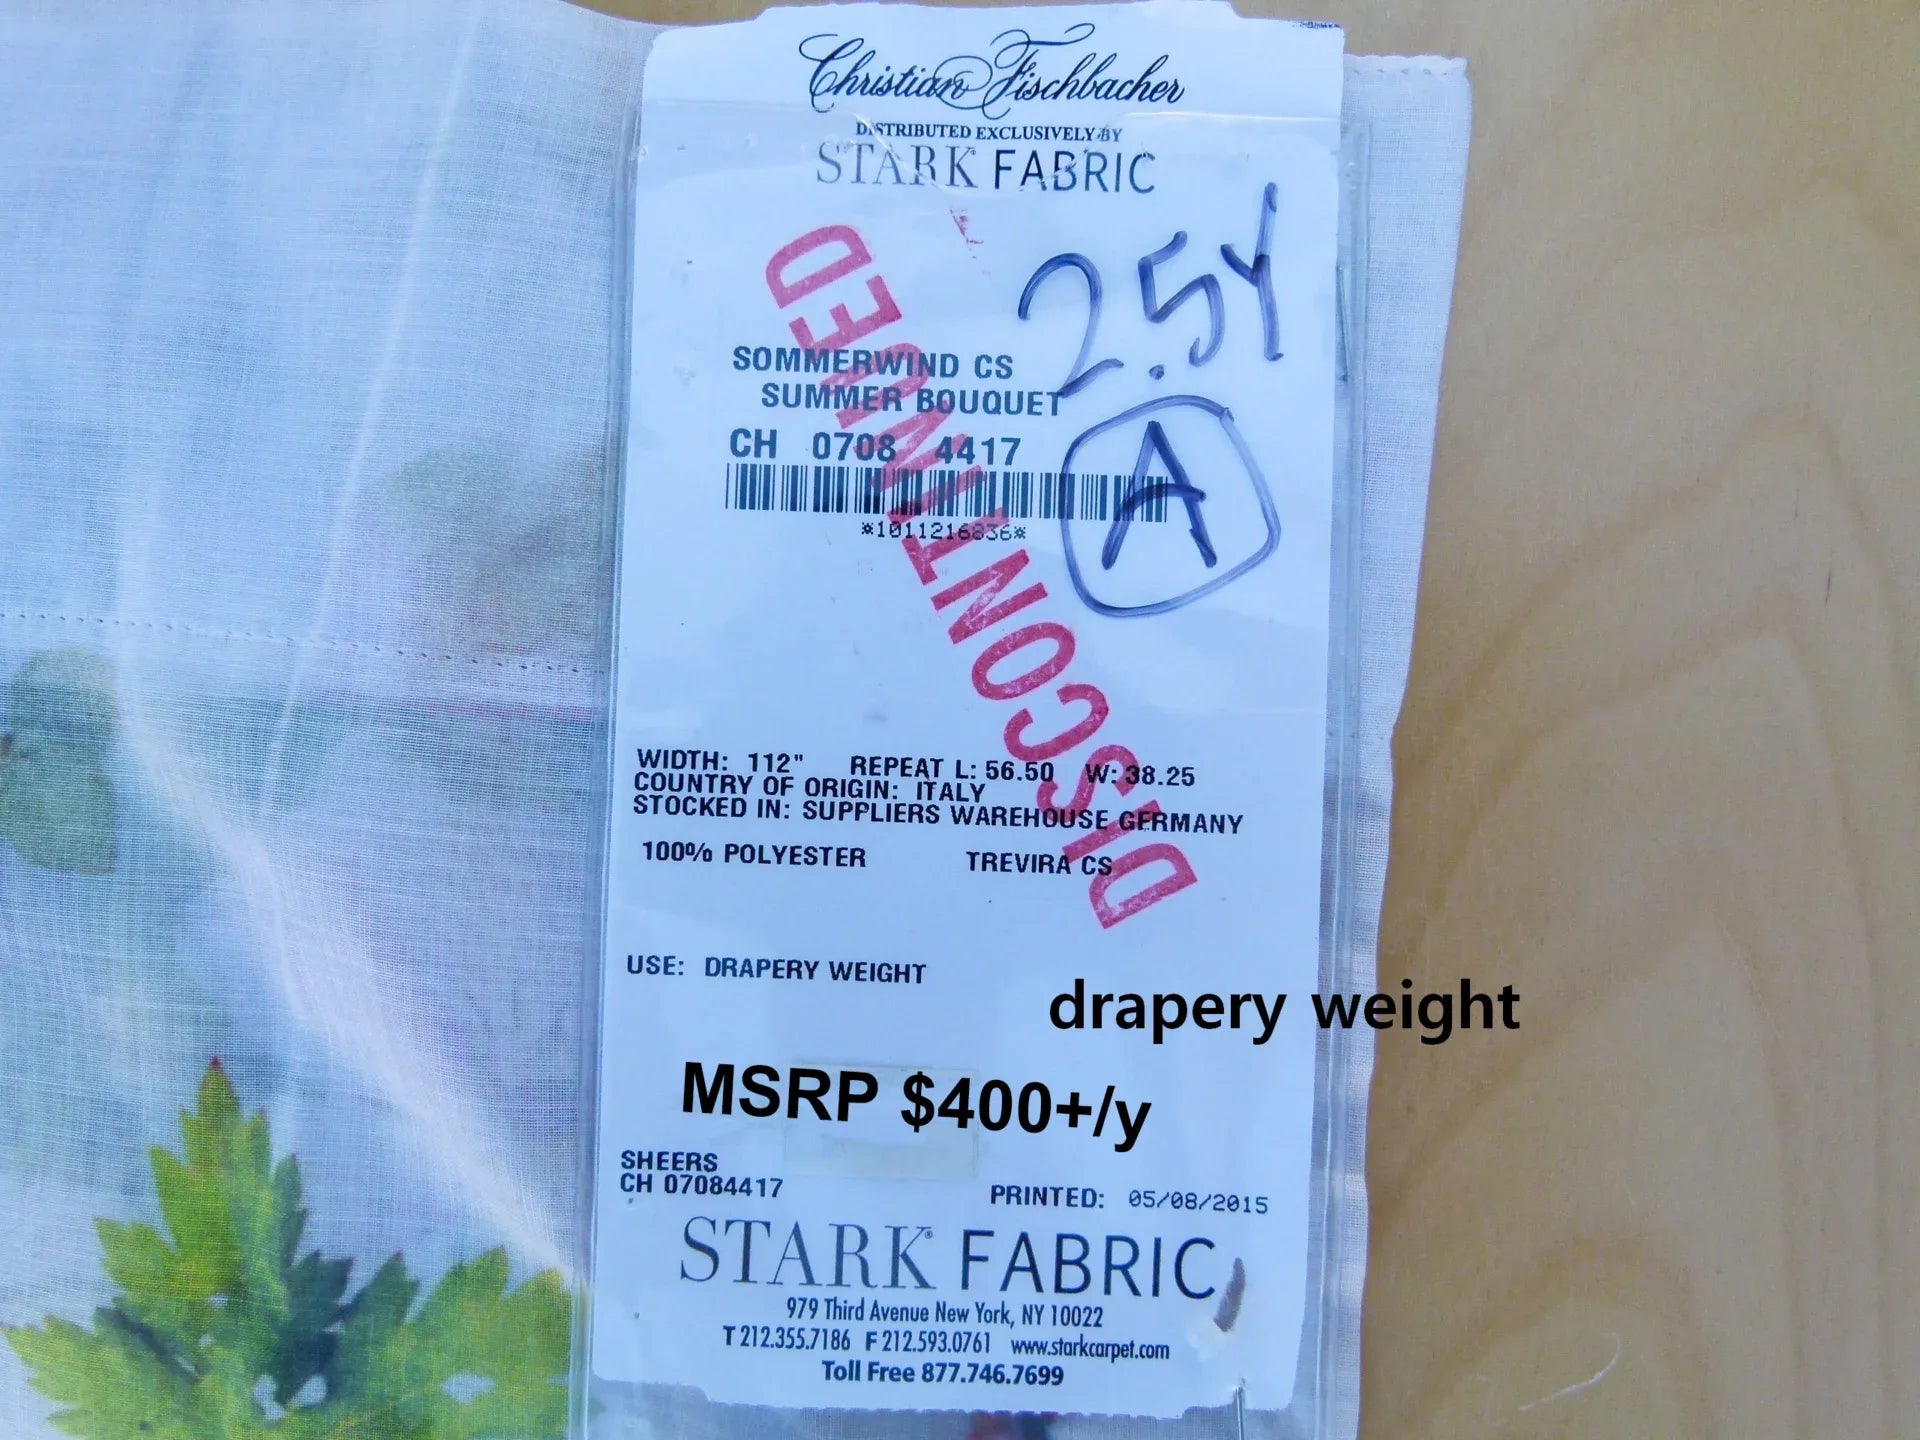 Christian Fischbacher
DISTRIBUTED EXCLUSIVELY BY
STARK FABRIC
2.5Y
DISCONTINUED
SOMMERWIND CS
SUMMER BOUQUET
CH 0708 4417
A
*1011216836*
WIDTH: 112" REPEAT L: 56.50 W: 38.25
COUNTRY OF ORIGIN: ITALY
STOCKED IN: SUPPLIERS WAREHOUSE GERMANY
100% POLYESTER TREVIRA CS
USE: DRAPERY WEIGHT
drapery weight
MSRP $400+/y
SHEERS
CH 07084417
PRINTED: 05/08/2015
STARK® FABRIC
979 Third Avenue New York, NY 10022
T 212.355.7186 F 212.593.0761 www.starkcarpet.com
Toll Free 877.746.7699